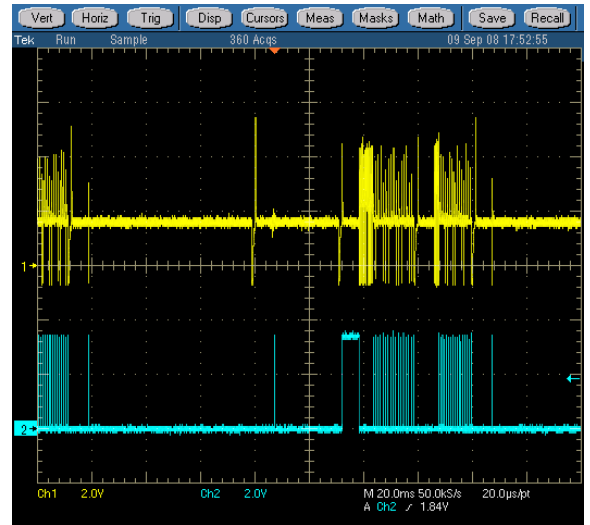 Vert Horiz Trig Disp Cursors Meas Masks Math Save Recall
Tek Run Sample 360 Acqs 09 Sep 08 17:52:55
1
2
Ch1 2.0V Ch2 2.0V M 20.0ms 50.0kS/s 20.0µs/pt
A Ch2 ∕ 1.84V